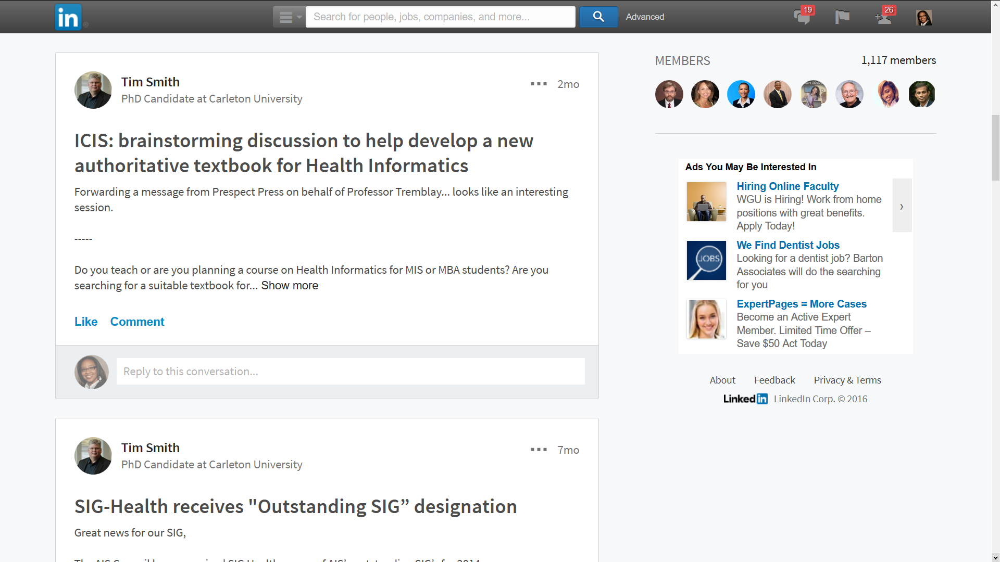 in
Search for people, jobs, companies, and more...
Advanced
19
26
Tim Smith
2mo
PhD Candidate at Carleton University
ICIS: brainstorming discussion to help develop a new
authoritative textbook for Health Informatics
Forwarding a message from Prespect Press on behalf of Professor Tremblay... looks like an interesting
session.
-----
Do you teach or are you planning a course on Health Informatics for MIS or MBA students? Are you
searching for a suitable textbook for... Show more
Like Comment
Reply to this conversation...
Tim Smith
7mo
PhD Candidate at Carleton University
SIG-Health receives "Outstanding SIG” designation
Great news for our SIG,
MEMBERS
1,117 members
Ads You May Be Interested In
Hiring Online Faculty
WGU is Hiring! Work from home
positions with great benefits.
Apply Today!
JOBS
We Find Dentist Jobs
Looking for a dentist job? Barton
Associates will do the searching
for you
ExpertPages = More Cases
Become an Active Expert
Member. Limited Time Offer –
Save $50 Act Today
About Feedback Privacy & Terms
Linkedin LinkedIn Corp. © 2016